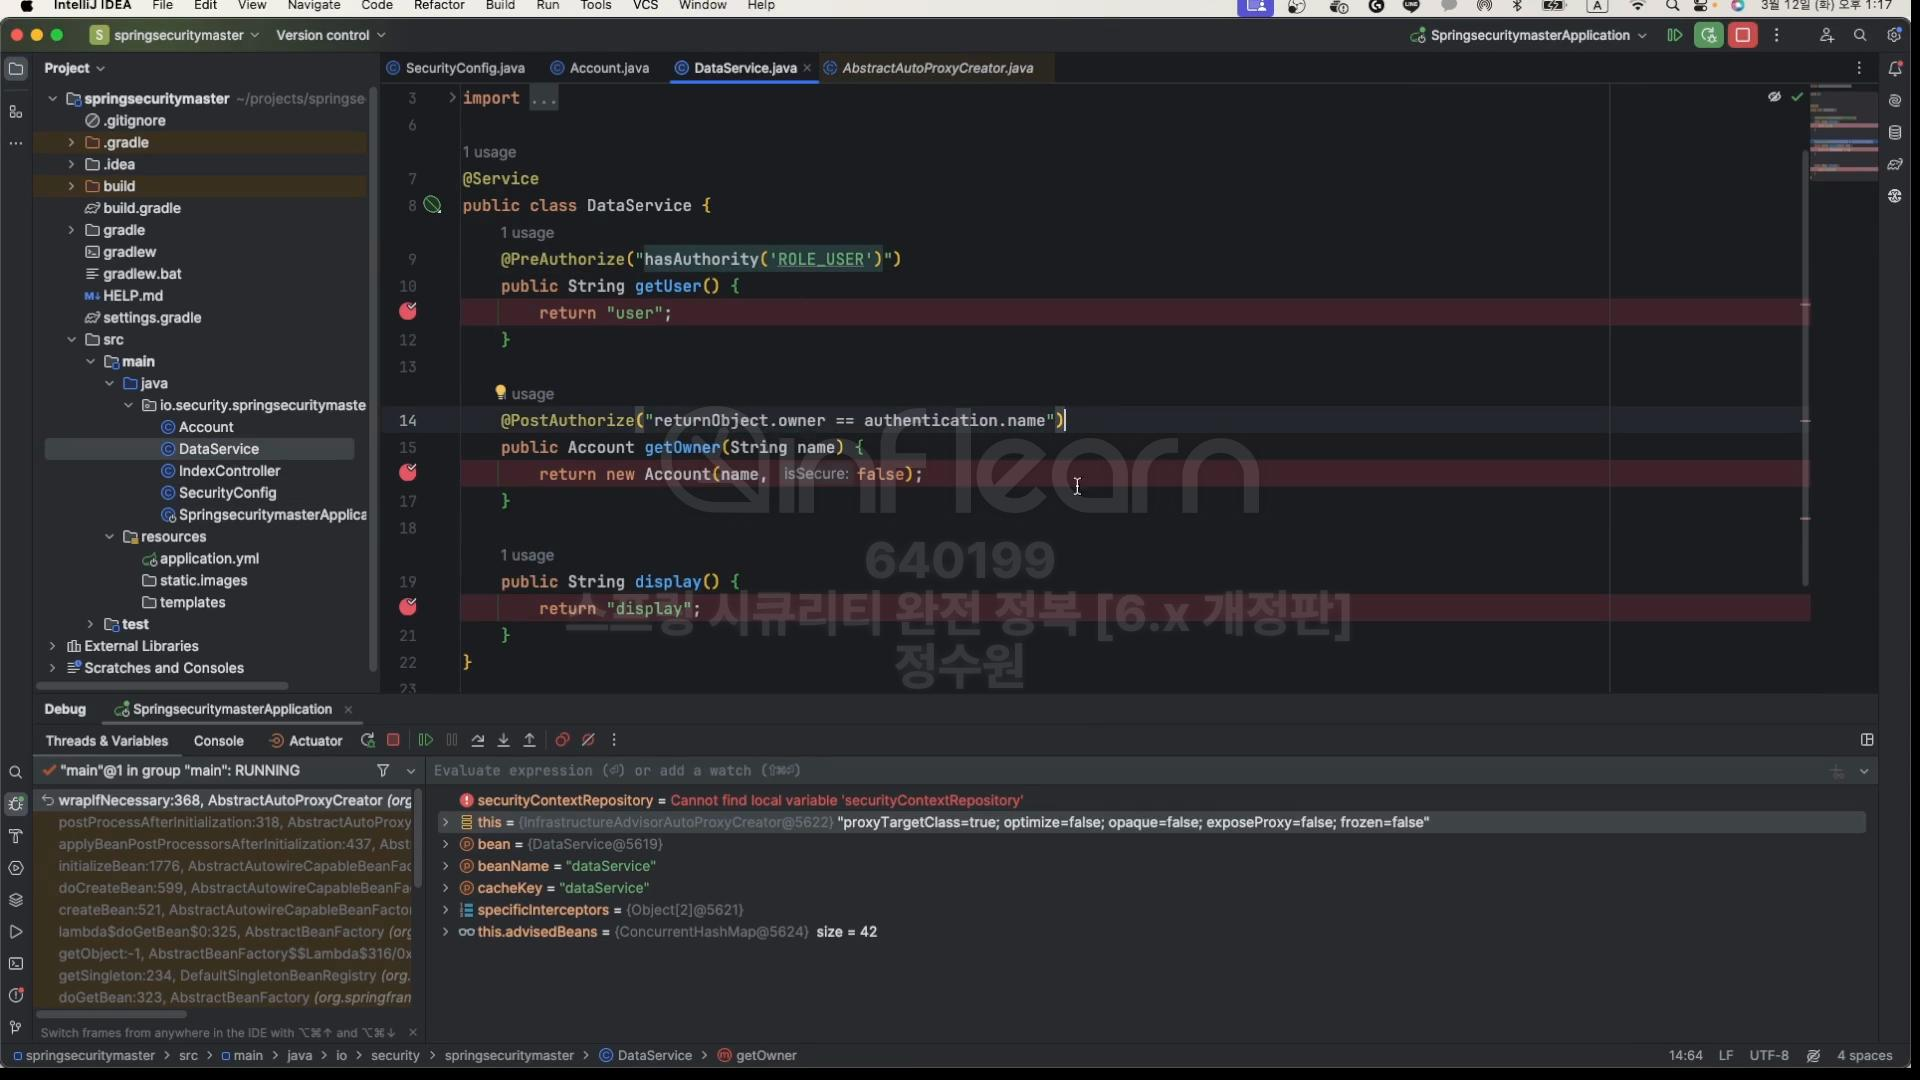 IntelliJ IDEA File Edit View Navigate Code Refactor Build Run Tools VCS Window Help A 3월 12일 (화) 오후 1:17
S springsecuritymaster Version control SpringsecuritymasterApplication
Project
SecurityConfig.java Account.java DataService.java AbstractAutoProxyCreator.java
springsecuritymaster ~/projects/springse
.gitignore
.gradle
.idea
build
build.gradle
gradle
gradlew
gradlew.bat
HELP.md
settings.gradle
src
main
java
io.security.springsecuritymaste
Account
DataService
IndexController
SecurityConfig
SpringsecuritymasterApplica
resources
application.yml
static.images
templates
test
External Libraries
Scratches and Consoles
3 import ...
6
1 usage
7 @Service
8 public class DataService {
1 usage
9 @PreAuthorize("hasAuthority('ROLE_USER')")
10 public String getUser() {
return "user";
12 }
13
usage
14 @PostAuthorize("returnObject.owner == authentication.name")
15 public Account getOwner(String name) {
return new Account(name, isSecure: false);
17 }
18
1 usage
19 public String display() {
return "display";
21 }
22 }
23
inflearn
640199
스프링 시큐리티 완전 정복 [6.x 개정판]
정수원
Debug SpringsecuritymasterApplication
Threads & Variables Console Actuator
"main"@1 in group "main": RUNNING
wrapIfNecessary:368, AbstractAutoProxyCreator (org
postProcessAfterInitialization:318, AbstractAutoProxy
applyBeanPostProcessorsAfterInitialization:437, Abst
initializeBean:1776, AbstractAutowireCapableBeanFac
doCreateBean:599, AbstractAutowireCapableBeanFa
createBean:521, AbstractAutowireCapableBeanFactor
lambda$doGetBean$0:325, AbstractBeanFactory (org
getObject:-1, AbstractBeanFactory$$Lambda$316/0x
getSingleton:234, DefaultSingletonBeanRegistry (org.
doGetBean:323, AbstractBeanFactory (org.springfran
Switch frames from anywhere in the IDE with ⌥⌘↑ and ⌥⌘↓
Evaluate expression (⏎) or add a watch (⇧⌘⏎)
securityContextRepository = Cannot find local variable 'securityContextRepository'
this = {InfrastructureAdvisorAutoProxyCreator@5622} "proxyTargetClass=true; optimize=false; opaque=false; exposeProxy=false; frozen=false"
bean = {DataService@5619}
beanName = "dataService"
cacheKey = "dataService"
specificInterceptors = {Object[2]@5621}
this.advisedBeans = {ConcurrentHashMap@5624} size = 42
springsecuritymaster > src > main > java > io > security > springsecuritymaster > DataService > getOwner 14:64 LF UTF-8 4 spaces